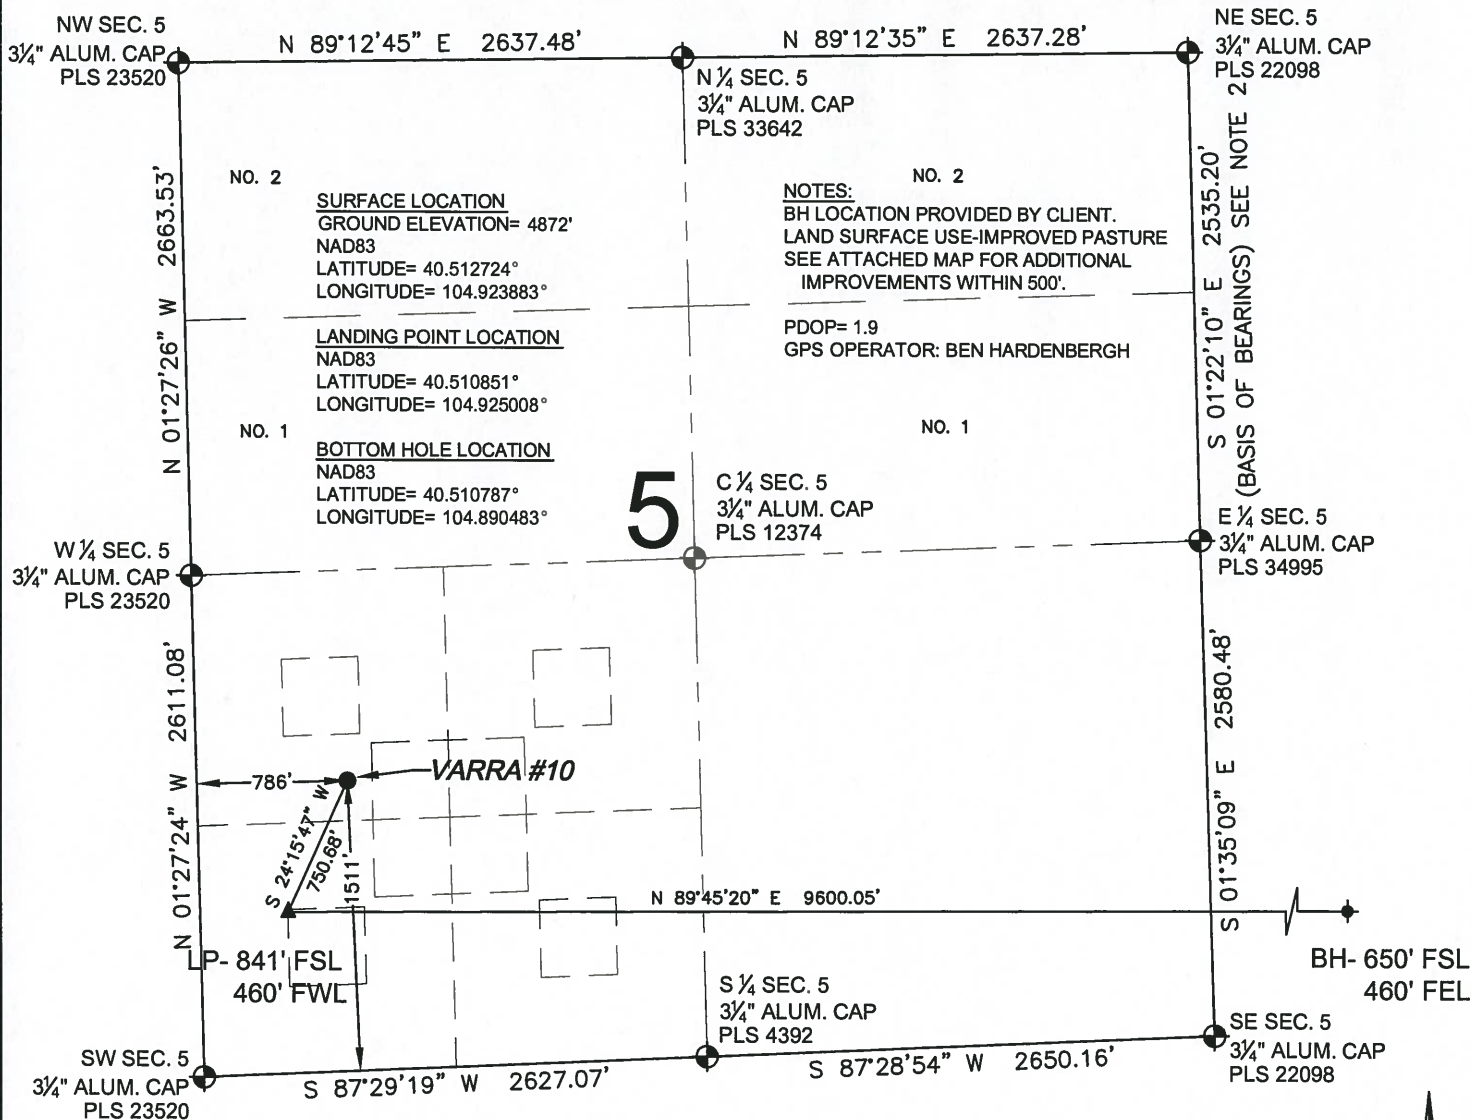 NW SEC. 5
3¼" ALUM. CAP
PLS 23520
N 89°12'45" E 2637.48'
N 89°12'35" E 2637.28'
NE SEC. 5
3¼" ALUM. CAP
PLS 22098
N ¼ SEC. 5
3¼" ALUM. CAP
PLS 33642
N 01°27'26" W 2663.53'
S 01°22'10" E 2535.20'
(BASIS OF BEARINGS) SEE NOTE 2
NO. 2
SURFACE LOCATION
GROUND ELEVATION= 4872'
NAD83
LATITUDE= 40.512724°
LONGITUDE= 104.923883°
NO. 2
NOTES:
BH LOCATION PROVIDED BY CLIENT.
LAND SURFACE USE-IMPROVED PASTURE
SEE ATTACHED MAP FOR ADDITIONAL
IMPROVEMENTS WITHIN 500'.
LANDING POINT LOCATION
NAD83
LATITUDE= 40.510851°
LONGITUDE= 104.925008°
PDOP= 1.9
GPS OPERATOR: BEN HARDENBERGH
NO. 1
NO. 1
BOTTOM HOLE LOCATION
NAD83
LATITUDE= 40.510787°
LONGITUDE= 104.890483°
5
C ¼ SEC. 5
3¼" ALUM. CAP
PLS 12374
W ¼ SEC. 5
3¼" ALUM. CAP
PLS 23520
E ¼ SEC. 5
3¼" ALUM. CAP
PLS 34995
N 01°27'24" W 2611.08'
S 01°35'09" E 2580.48'
786'
VARRA #10
S 24°15'47" W
750.68'
1511'
N 89°45'20" E 9600.05'
LP- 841' FSL
460' FWL
BH- 650' FSL
460' FEL
S ¼ SEC. 5
3¼" ALUM. CAP
PLS 4392
SW SEC. 5
3¼" ALUM. CAP
PLS 23520
S 87°29'19" W 2627.07'
S 87°28'54" W 2650.16'
SE SEC. 5
3¼" ALUM. CAP
PLS 22098